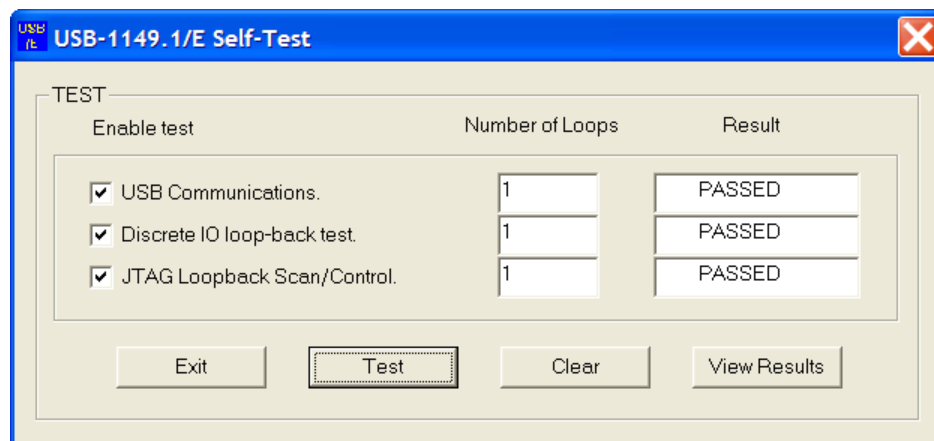 USB
/E
USB-1149.1/E Self-Test
TEST
Enable test Number of Loops Result
USB Communications. 1 PASSED
Discrete IO loop-back test. 1 PASSED
JTAG Loopback Scan/Control. 1 PASSED
Exit Test Clear View Results